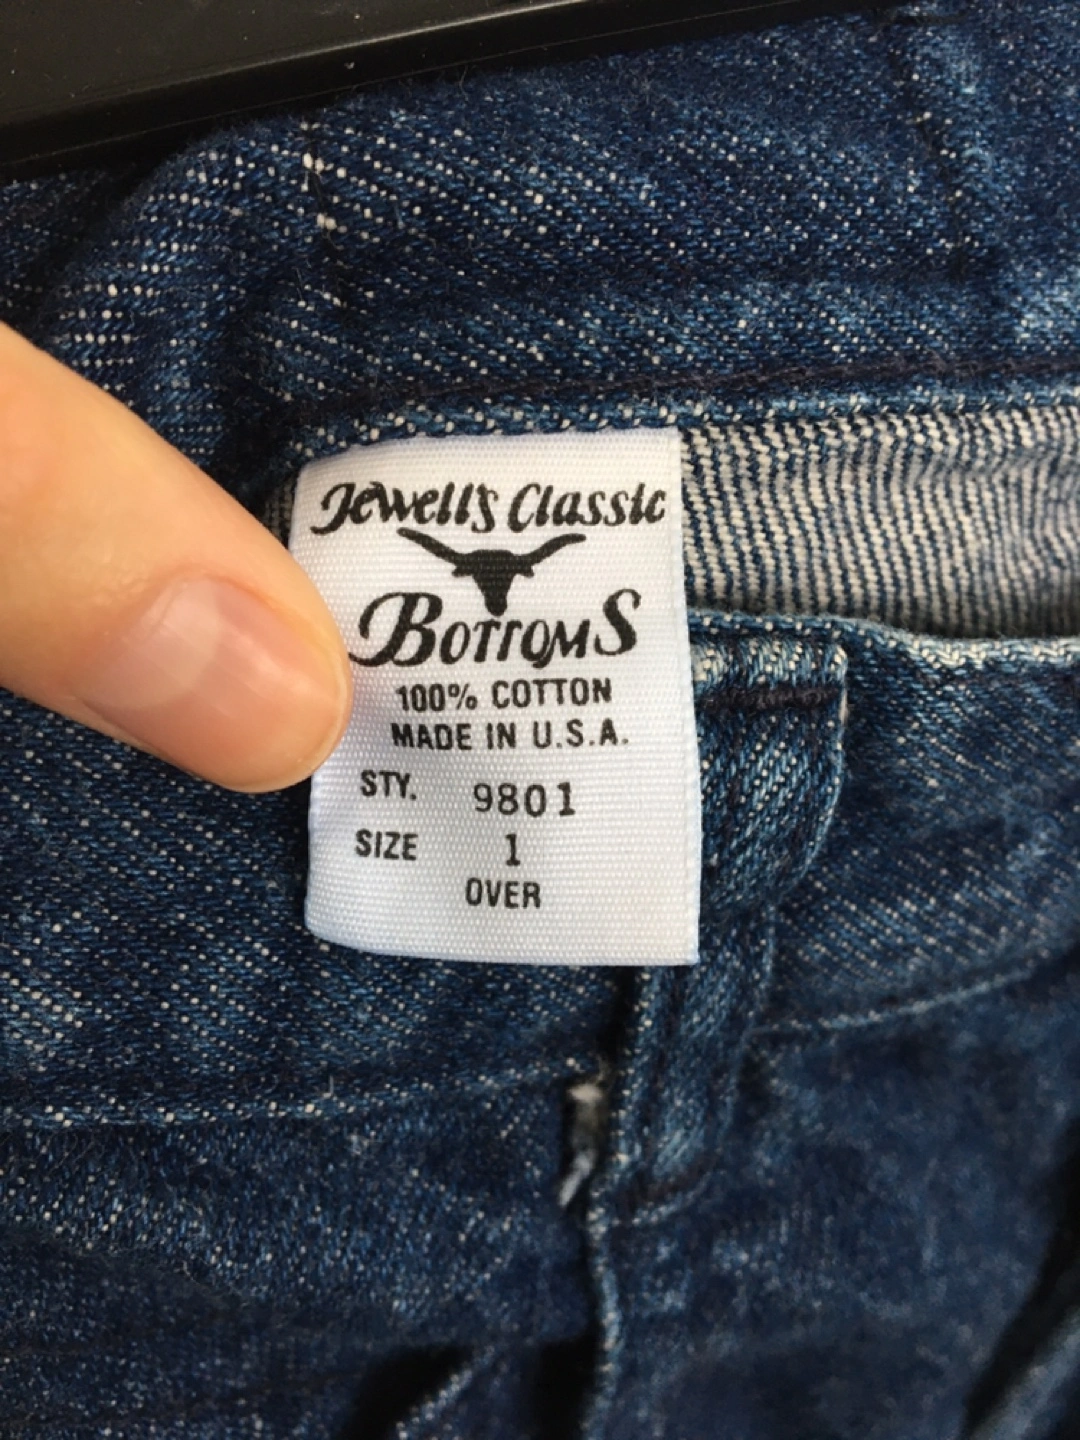 Jewell's Classic
BOTTOMS
100% COTTON
MADE IN U.S.A.
STY. 9801
SIZE 1
OVER